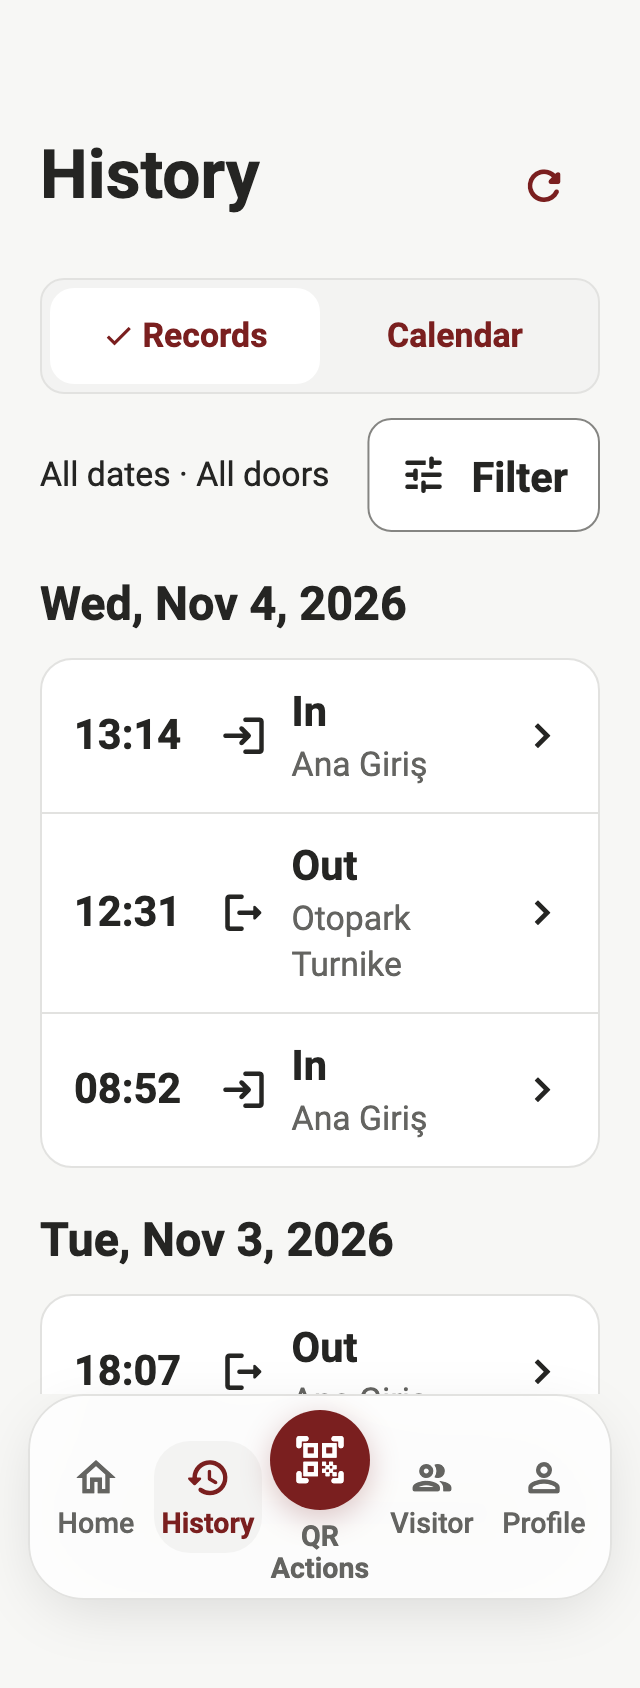 History
Records
Calendar
All dates · All doors
Filter
Wed, Nov 4, 2026
13:14
In
Ana Giriş
12:31
Out
Otopark
Turnike
08:52
In
Ana Giriş
Tue, Nov 3, 2026
18:07
Out
Home
History
QR
Actions
Visitor
Profile